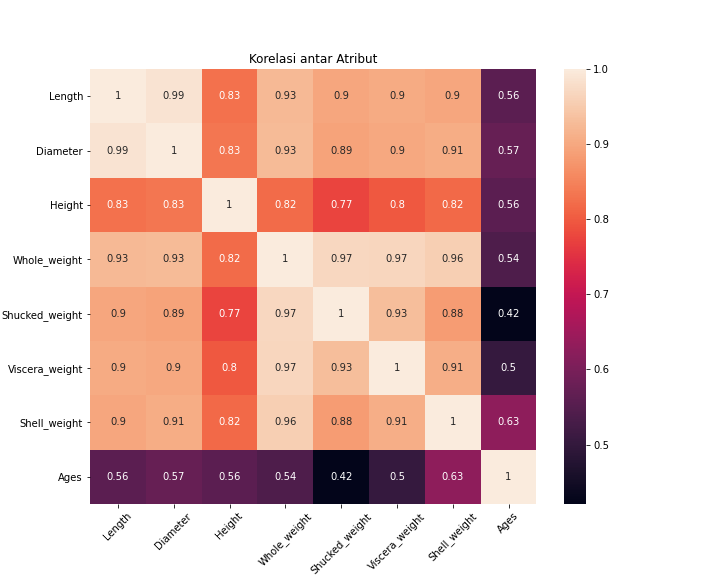 Korelasi antar Atribut
Length 1 0.99 0.83 0.93 0.9 0.9 0.9 0.56
Diameter 0.99 1 0.83 0.93 0.89 0.9 0.91 0.57
Height 0.83 0.83 1 0.82 0.77 0.8 0.82 0.56
Whole_weight 0.93 0.93 0.82 1 0.97 0.97 0.96 0.54
Shucked_weight 0.9 0.89 0.77 0.97 1 0.93 0.88 0.42
Viscera_weight 0.9 0.9 0.8 0.97 0.93 1 0.91 0.5
Shell_weight 0.9 0.91 0.82 0.96 0.88 0.91 1 0.63
Ages 0.56 0.57 0.56 0.54 0.42 0.5 0.63 1
Length Diameter Height Whole_weight Shucked_weight Viscera_weight Shell_weight Ages
1.0
0.9
0.8
0.7
0.6
0.5